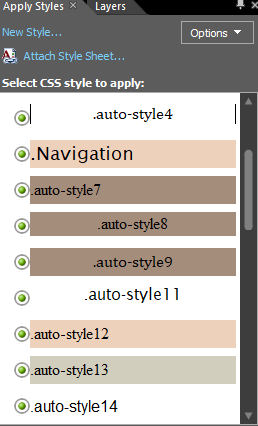 Apply Styles × Layers
New Style...
Options
Attach Style Sheet...
Select CSS style to apply:
.auto-style4
.Navigation
.auto-style7
.auto-style8
.auto-style9
.auto-style11
.auto-style12
.auto-style13
.auto-style14